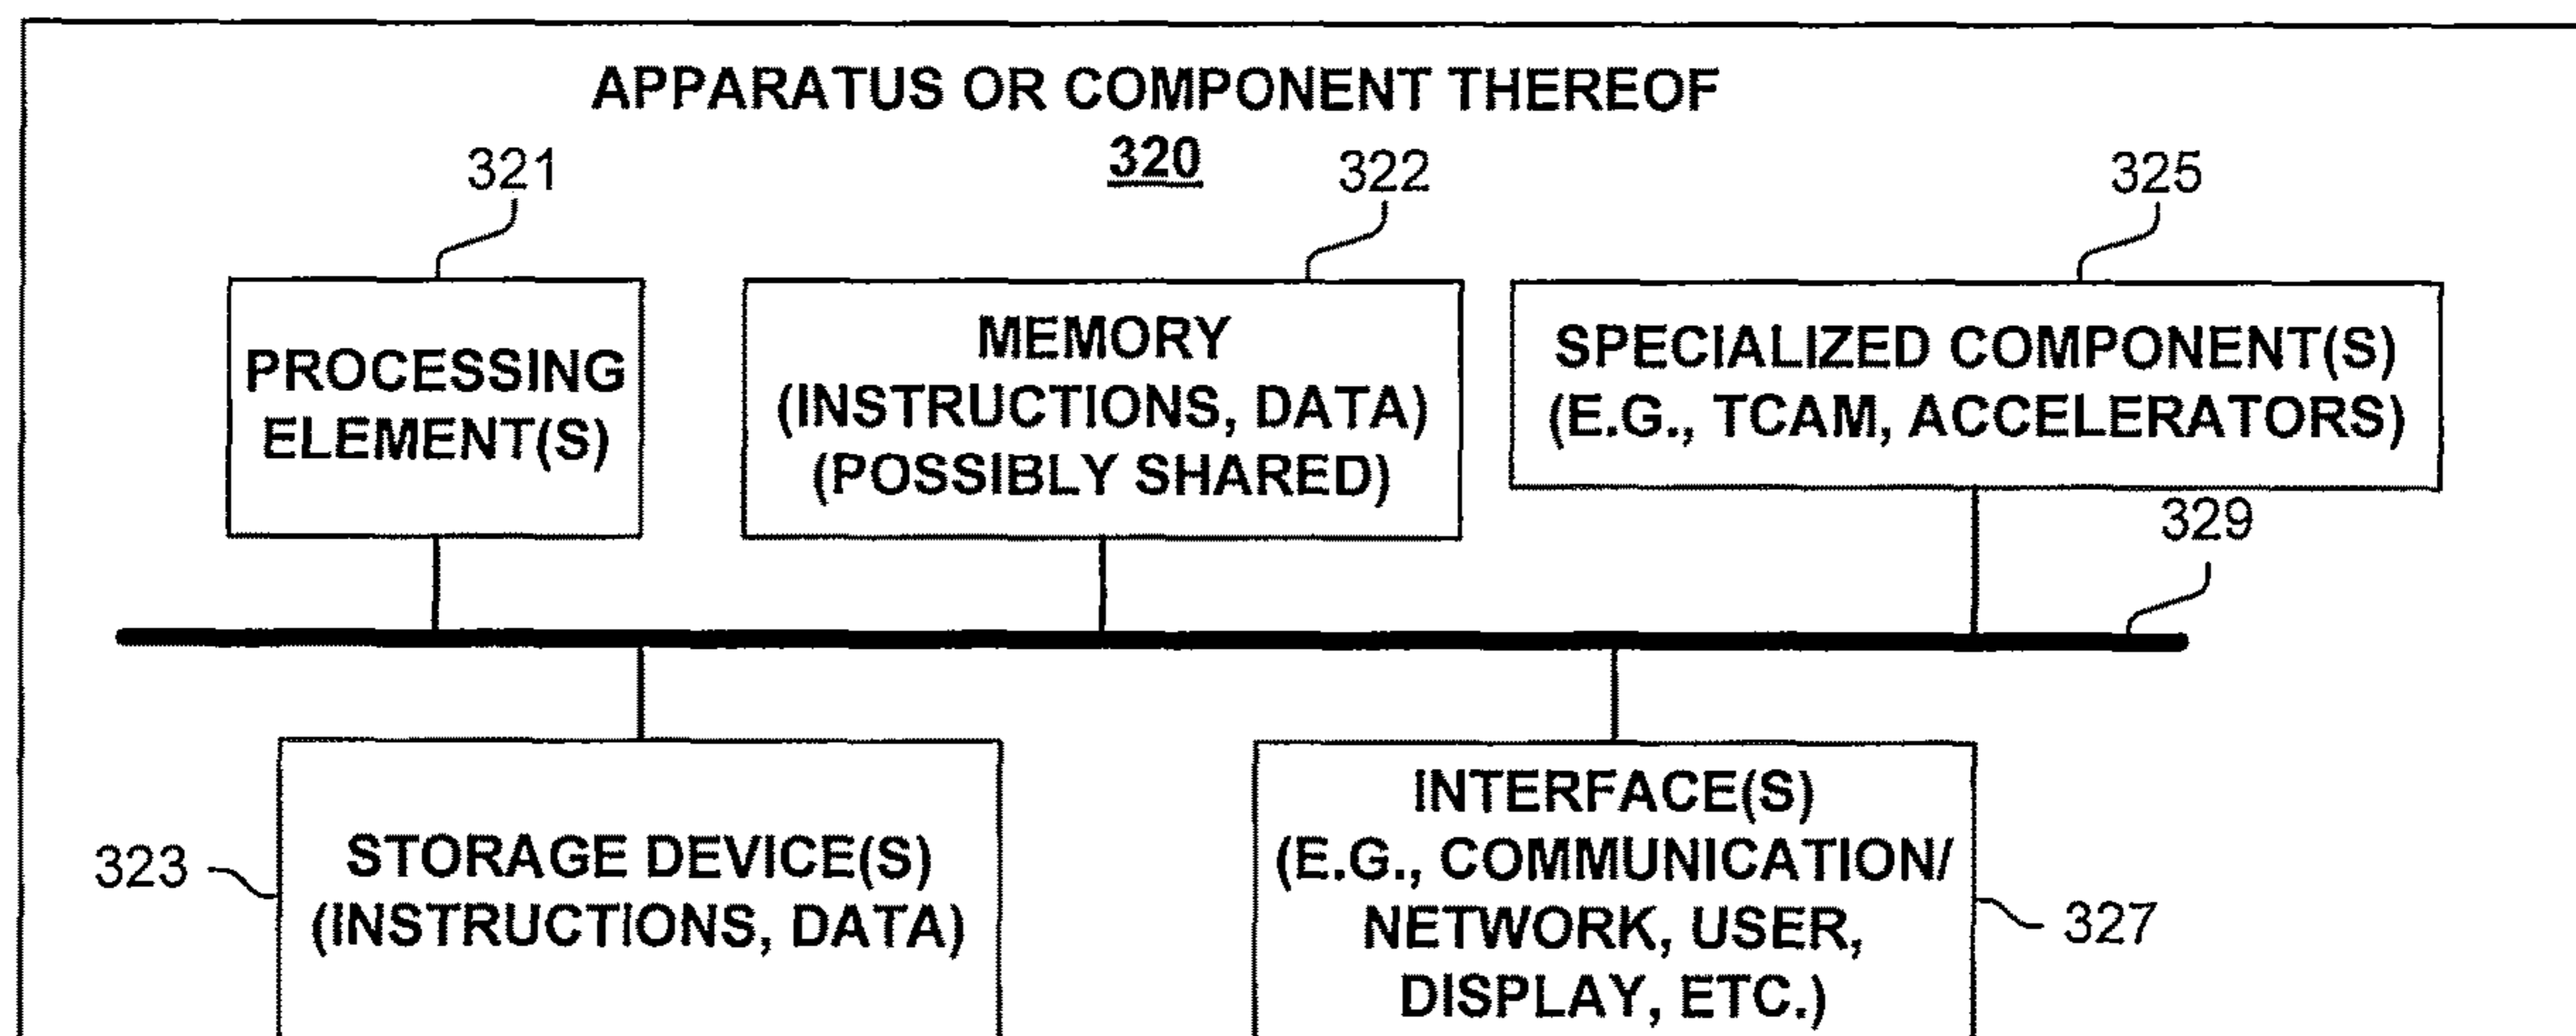 APPARATUS OR COMPONENT THEREOF
320
321
322
325
PROCESSING
ELEMENT(S)
MEMORY
(INSTRUCTIONS, DATA)
(POSSIBLY SHARED)
SPECIALIZED COMPONENT(S)
(E.G., TCAM, ACCELERATORS)
329
323
STORAGE DEVICE(S)
(INSTRUCTIONS, DATA)
INTERFACE(S)
(E.G., COMMUNICATION/
NETWORK, USER,
DISPLAY, ETC.)
327